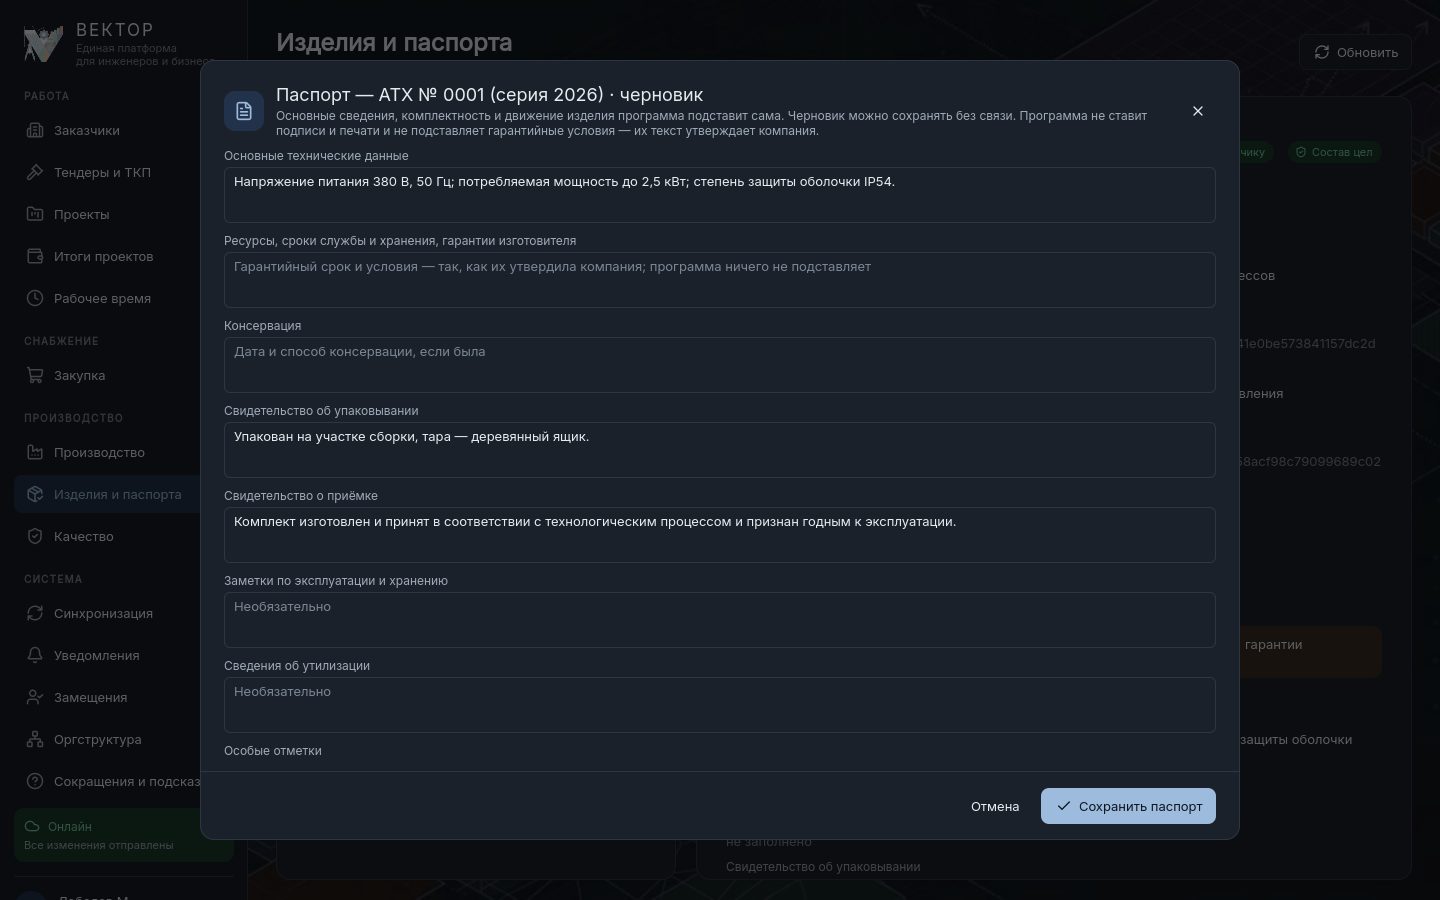 ВЕКТОР
Единая платформа
для инженеров и бизнеса
РАБОТА
Заказчики
Тендеры и ТКП
Проекты
Итоги проектов
Рабочее время
СНАБЖЕНИЕ
Закупка
ПРОИЗВОДСТВО
Производство
Изделия и паспорта
Качество
СИСТЕМА
Синхронизация
Уведомления
Замещения
Оргструктура
Сокращения и подсказ
Онлайн
Все изменения отправлены
Изделия и паспорта
Обновить
Паспорт — АТХ № 0001 (серия 2026) · черновик
Основные сведения, комплектность и движение изделия программа подставит сама. Черновик можно сохранять без связи. Программа не ставит
подписи и печати и не подставляет гарантийные условия — их текст утверждает компания.
Основные технические данные
Напряжение питания 380 В, 50 Гц; потребляемая мощность до 2,5 кВт; степень защиты оболочки IP54.
Ресурсы, сроки службы и хранения, гарантии изготовителя
Гарантийный срок и условия — так, как их утвердила компания; программа ничего не подставляет
Консервация
Дата и способ консервации, если была
Свидетельство об упаковывании
Упакован на участке сборки, тара — деревянный ящик.
Свидетельство о приёмке
Комплект изготовлен и принят в соответствии с технологическим процессом и признан годным к эксплуатации.
Заметки по эксплуатации и хранению
Необязательно
Сведения об утилизации
Необязательно
Особые отметки
Отмена
Сохранить паспорт
чику
Состав цел
ессов
41e0be573841157dc2d
вления
58acf98c79099689c02
гарантии
защиты оболочки
не заполнено
Свидетельство об упаковывании